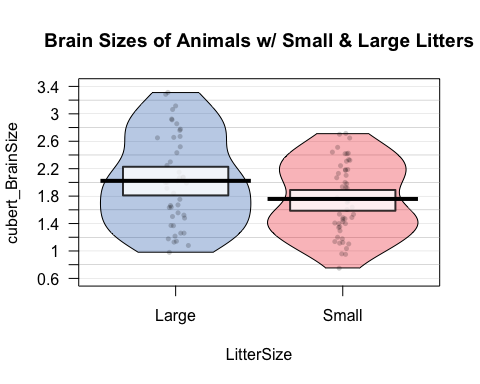 Brain Sizes of Animals w/ Small & Large Litters
cubert_BrainSize
3.4
3
2.6
2.2
1.8
1.4
1
0.6
Large Small
LitterSize